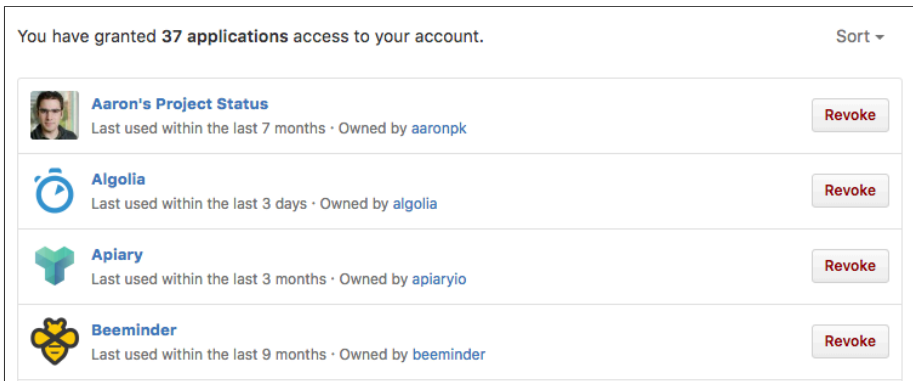 You have granted 37 applications access to your account.
Sort
Aaron's Project Status
Last used within the last 7 months · Owned by aaronpk
Revoke
Algolia
Last used within the last 3 days · Owned by algolia
Revoke
Apiary
Last used within the last 3 months · Owned by apiaryio
Revoke
Beeminder
Last used within the last 9 months · Owned by beeminder
Revoke